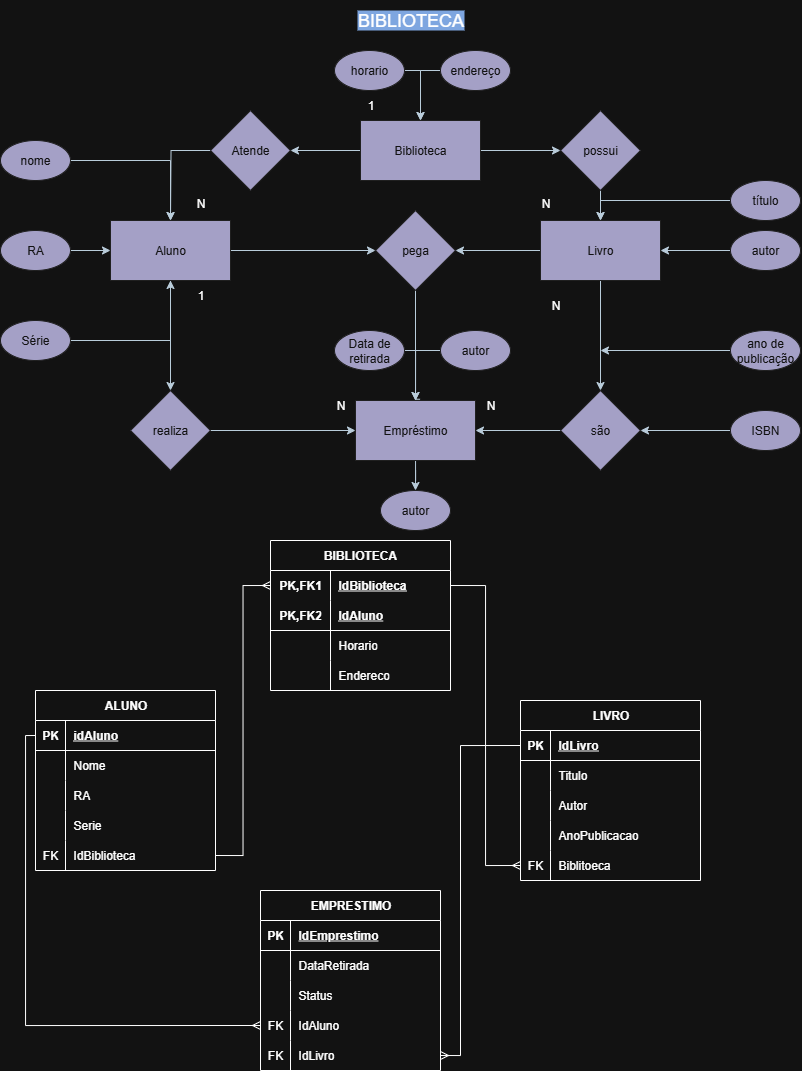 BIBLIOTECA
horario
endereço
1
Atende
Biblioteca
possui
nome
N
N
título
RA
Aluno
pega
Livro
autor
1
N
Série
Data de
retirada
autor
ano de
publicação
N
N
realiza
Empréstimo
são
ISBN
autor
BIBLIOTECA
PK,FK1 IdBiblioteca
PK,FK2 IdAluno
Horario
Endereco
ALUNO
PK idAluno
Nome
RA
Serie
FK IdBiblioteca
LIVRO
PK IdLivro
Titulo
Autor
AnoPublicacao
FK Biblitoeca
EMPRESTIMO
PK IdEmprestimo
DataRetirada
Status
FK IdAluno
FK IdLivro